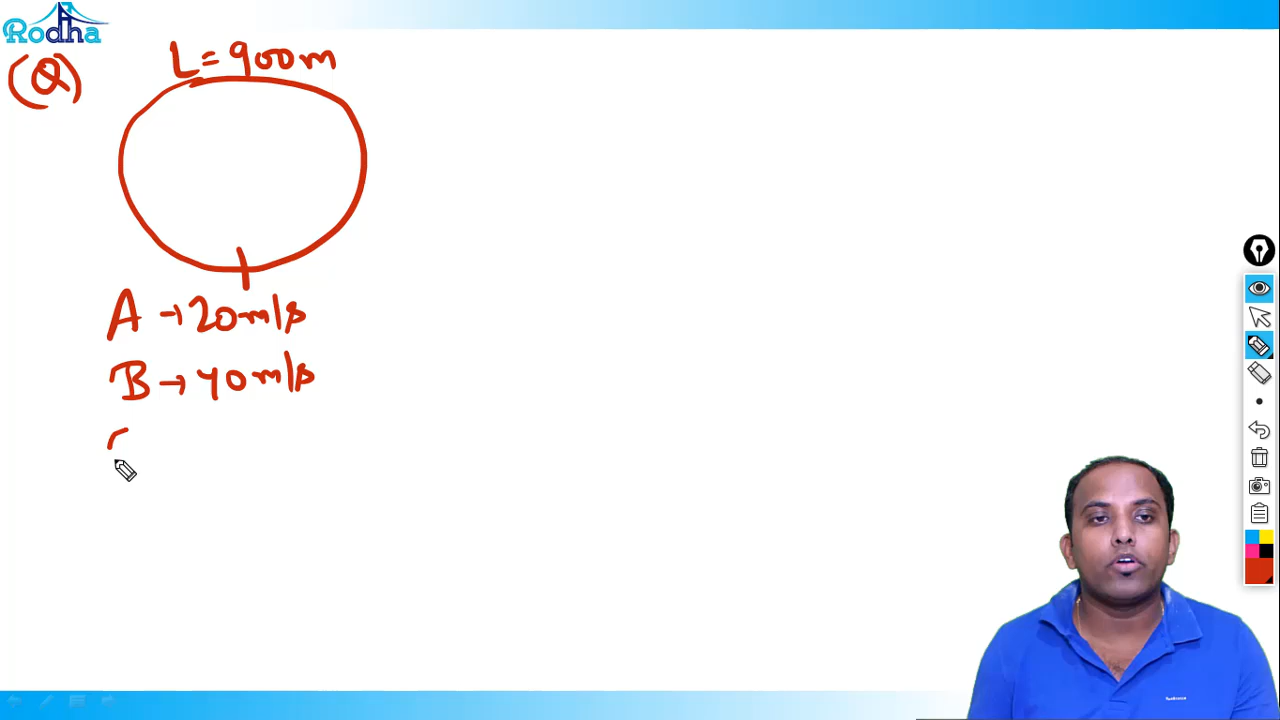 Rodha
(Q)
L = 900m
A → 20m/s
B → 40m/s